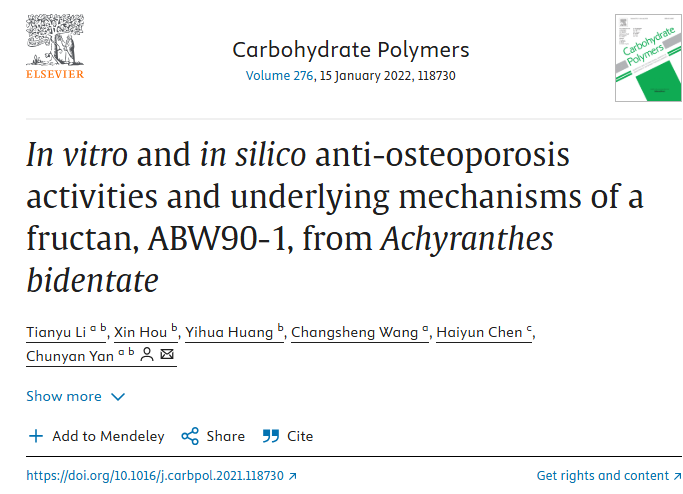 ELSEVIER
Carbohydrate Polymers
Volume 276, 15 January 2022, 118730
Carbohydrate
Polymers
In vitro and in silico anti-osteoporosis
activities and underlying mechanisms of a
fructan, ABW90-1, from Achyranthes
bidentate
Tianyu Li a b, Xin Hou b, Yihua Huang b, Changsheng Wang a, Haiyun Chen c,
Chunyan Yan a b
Show more
Add to Mendeley Share Cite
https://doi.org/10.1016/j.carbpol.2021.118730 Get rights and content